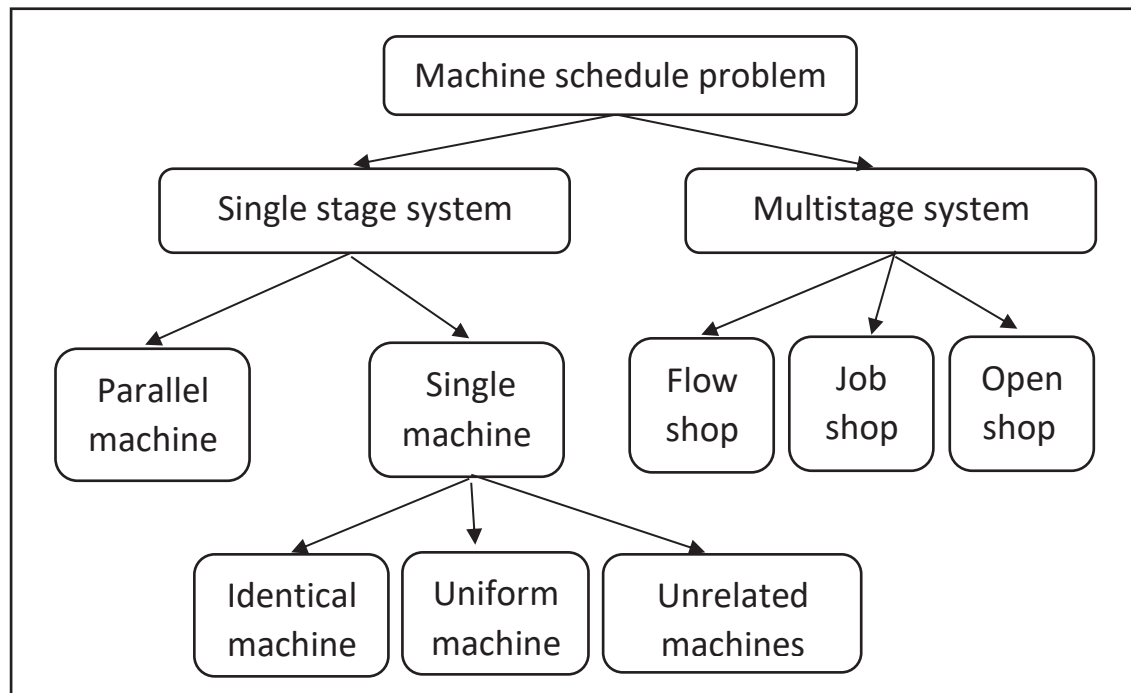 Machine schedule problem
Single stage system
Multistage system
Parallel
machine
Single
machine
Flow
shop
Job
shop
Open
shop
Identical
machine
Uniform
machine
Unrelated
machines